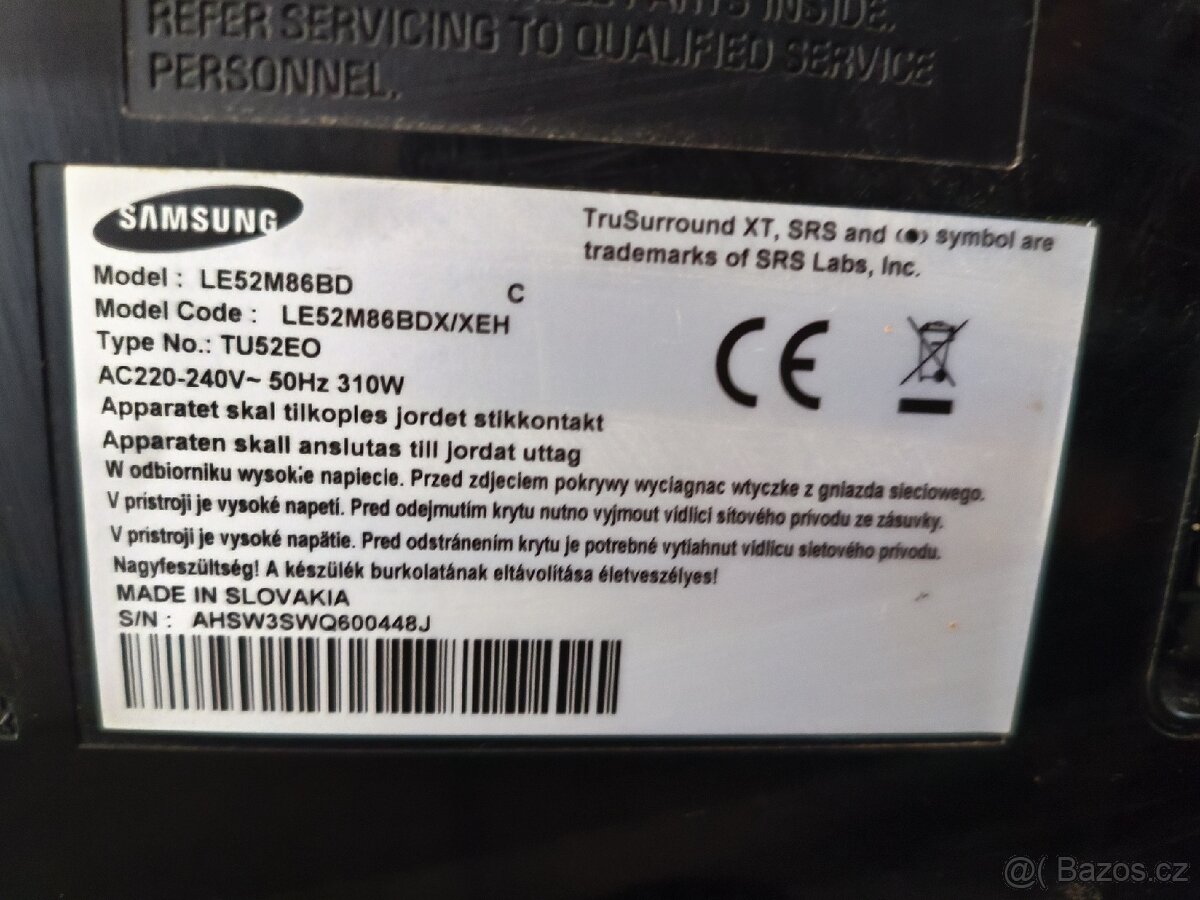 PARTS INSIDE.
REFER SERVICING TO QUALIFIED SERVICE
PERSONNEL.
SAMSUNG
TruSurround XT, SRS and symbol are
trademarks of SRS Labs, Inc.
Model : LE52M86BD
C
Model Code : LE52M86BDX/XEH
Type No.: TU52EO
AC220-240V~ 50Hz 310W
Apparatet skal tilkoples jordet stikkontakt
Apparaten skall anslutas till jordat uttag
W odbiorniku wysokie napiecie. Przed zdjeciem pokrywy wyciagnac wtyczke z gniazda sieciowego.
V pristroji je vysoké napeti. Pred odejmutím krytu nutno vyjmout vidlici sítového prívodu ze zásuvky.
V pristroji je vysoké napätie. Pred odstránením krytu je potrebné vytiahnut vidlicu sietového prívodu.
Nagyfeszültség! A készülék burkolatának eltávolítása életveszélyes!
MADE IN SLOVAKIA
S/N : AHSW3SWQ600448J
CE
@( Bazos.cz